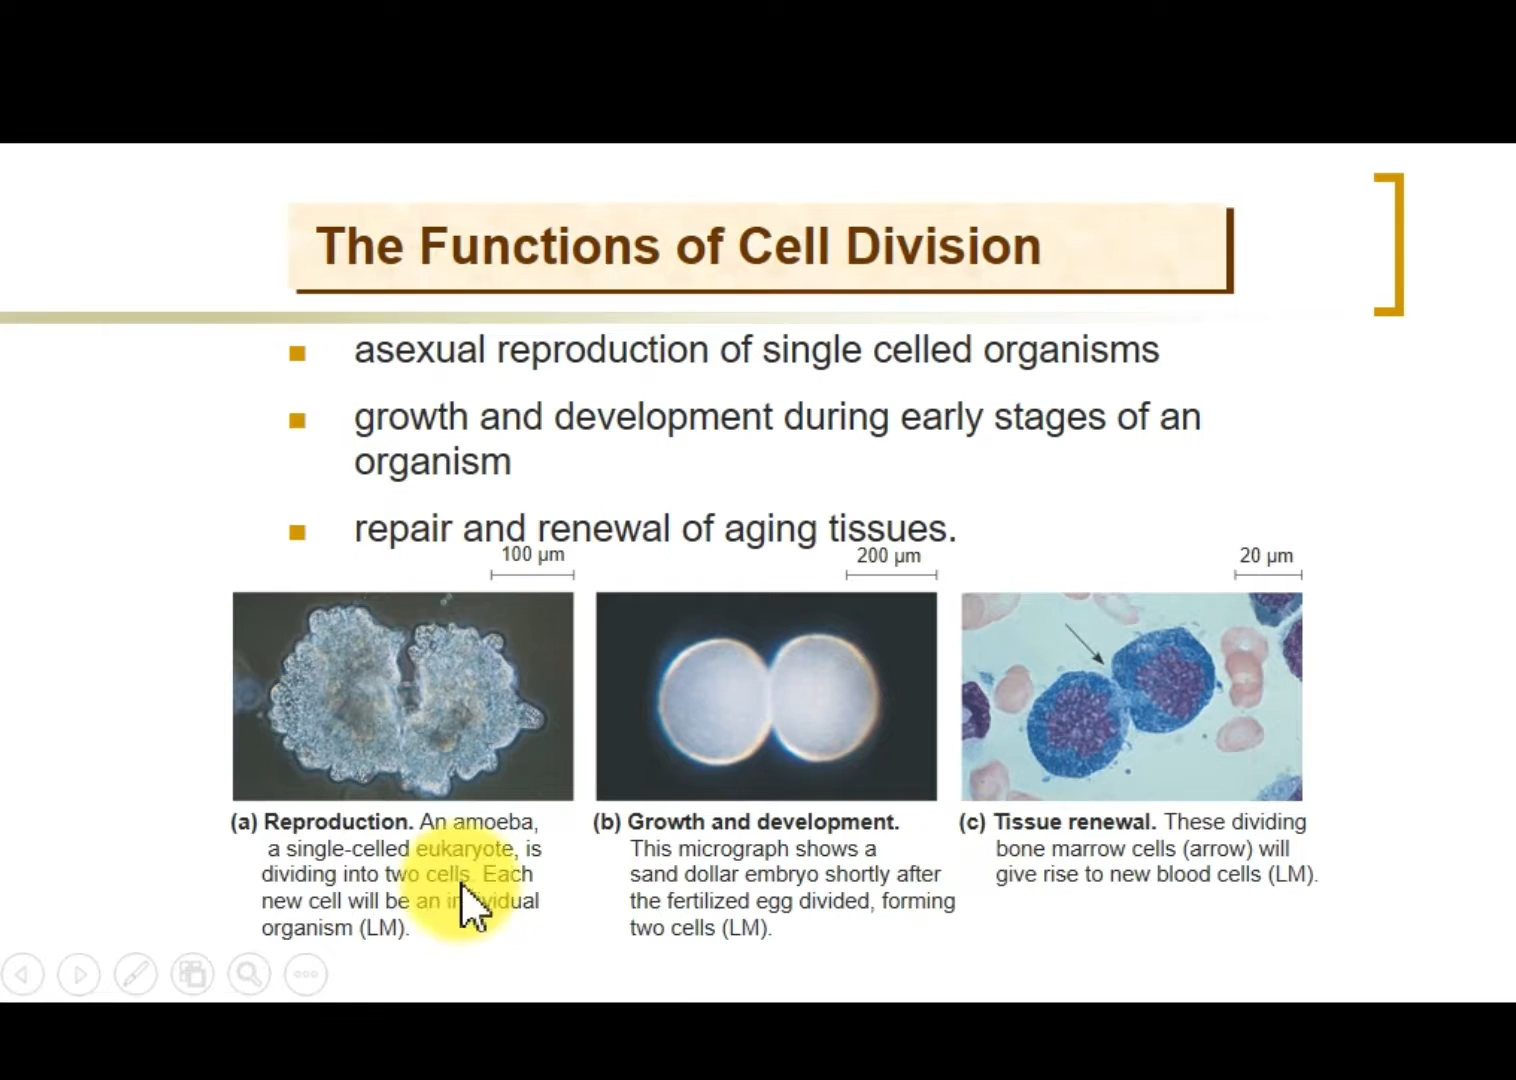 The Functions of Cell Division
asexual reproduction of single celled organisms
growth and development during early stages of an
organism
repair and renewal of aging tissues.
100 μm
200 μm
20 μm
(a) Reproduction. An amoeba,
a single-celled eukaryote, is
dividing into two cells. Each
new cell will be an individual
organism (LM).
(b) Growth and development.
This micrograph shows a
sand dollar embryo shortly after
the fertilized egg divided, forming
two cells (LM).
(c) Tissue renewal. These dividing
bone marrow cells (arrow) will
give rise to new blood cells (LM).